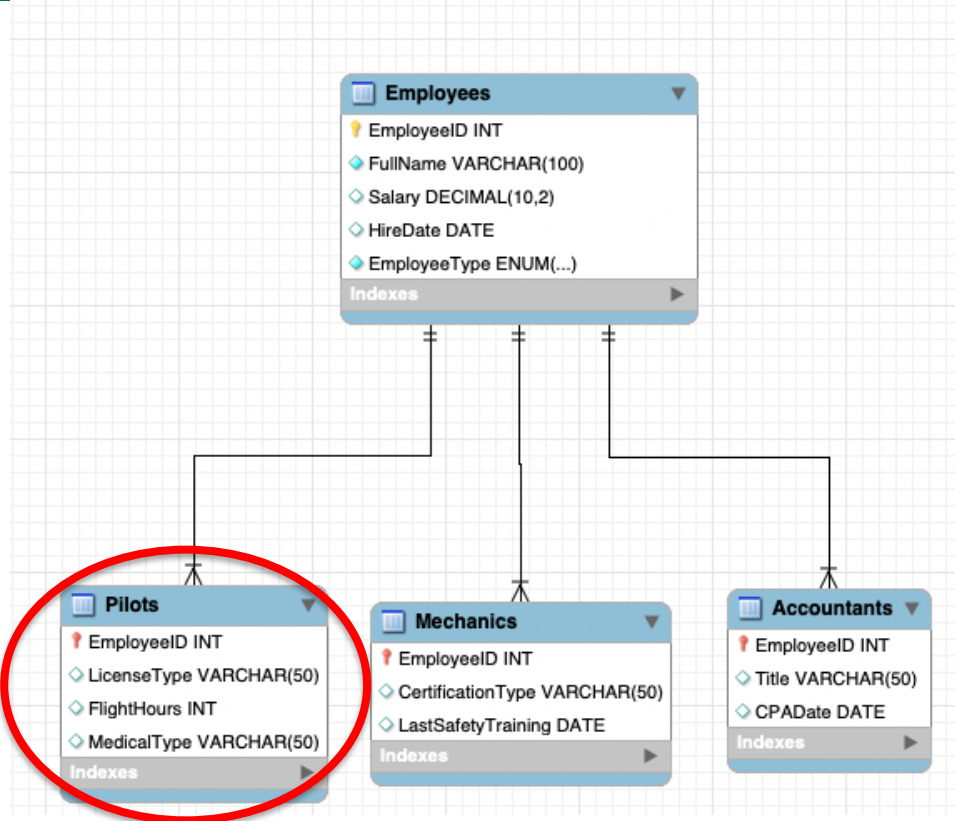 Employees
EmployeeID INT
FullName VARCHAR(100)
Salary DECIMAL(10,2)
HireDate DATE
EmployeeType ENUM(...)
Indexes
Pilots
EmployeeID INT
LicenseType VARCHAR(50)
FlightHours INT
MedicalType VARCHAR(50)
Indexes
Mechanics
EmployeeID INT
CertificationType VARCHAR(50)
LastSafetyTraining DATE
Indexes
Accountants
EmployeeID INT
Title VARCHAR(50)
CPADate DATE
Indexes